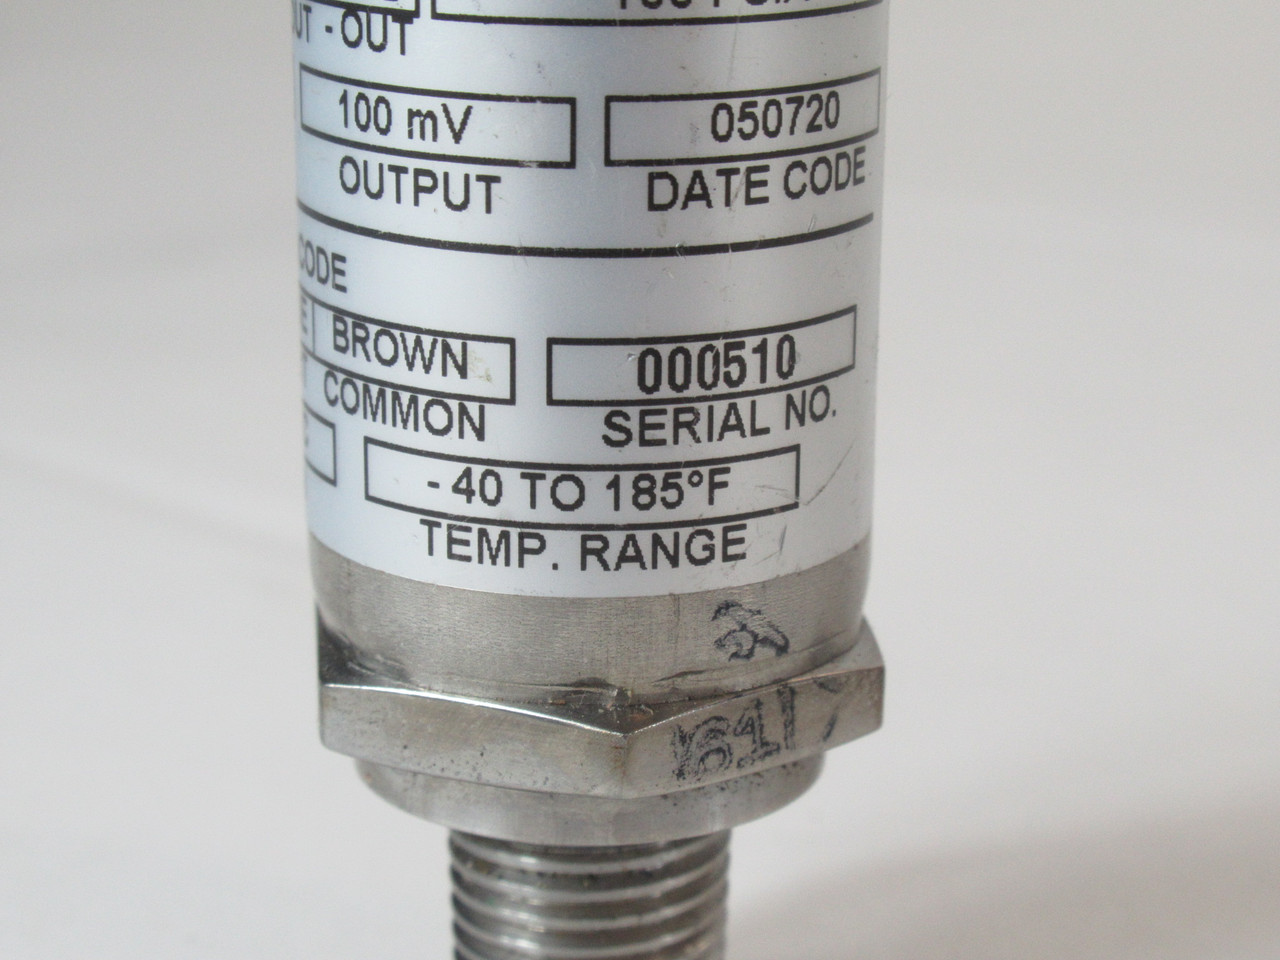 UT - OUT
100 mV 050720
OUTPUT DATE CODE
CODE
E BROWN 000510
COMMON SERIAL NO.
- 40 TO 185°F
TEMP. RANGE